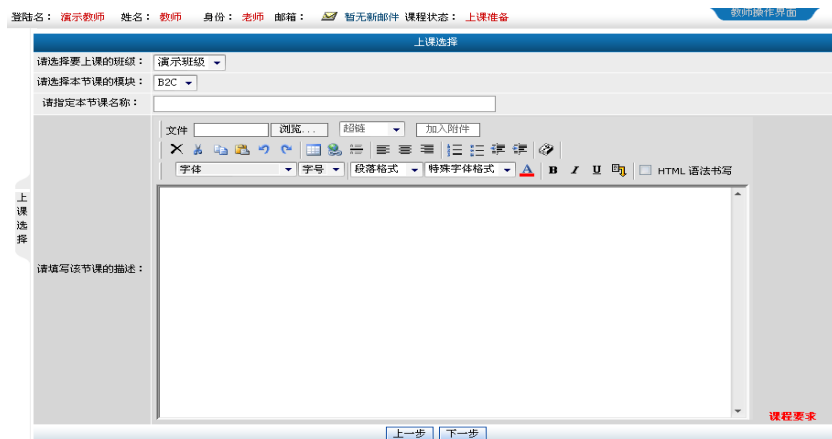 登陆名： 演示教师 姓名： 教师 身份： 老师 邮箱： 暂无新邮件 课程状态： 上课准备
教师操作界面
上课选择
请选择要上课的班级： 演示班级
请选择本节课的模块： B2C
请指定本节课名称：
文件 浏览... 超链 加入附件
字体 字号 段落格式 特殊字体格式 A B I U HTML 语法书写
上课选择
请填写该节课的描述：
课程要求
上一步 下一步